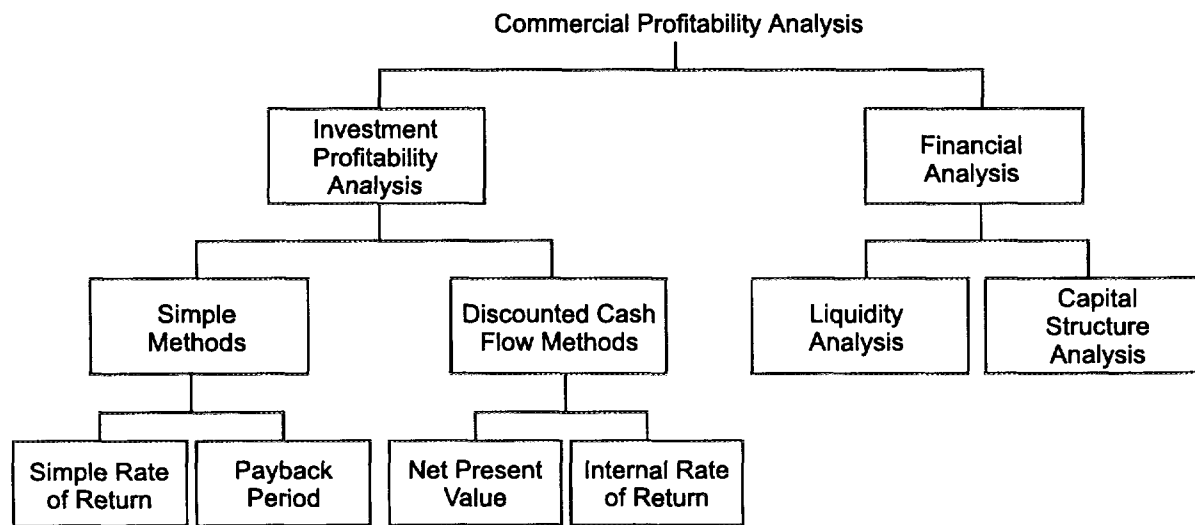 Commercial Profitability Analysis
Investment
Profitability
Analysis
Financial
Analysis
Simple
Methods
Discounted Cash
Flow Methods
Liquidity
Analysis
Capital
Structure
Analysis
Simple Rate
of Return
Payback
Period
Net Present
Value
Internal Rate
of Return